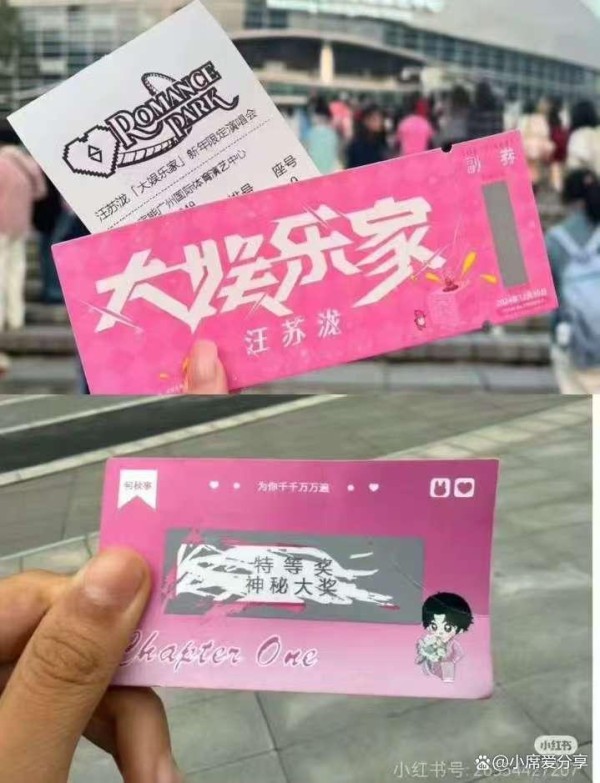 ROMANCE
PARK
汪苏泷「大娱乐家」新年限定演唱会
广州国际体育演艺中心
座号
副券
大娱乐家
汪苏泷
为你千千万万遍
特等奖
神秘大奖
Chapter One
小红书
小红书号:
@小席爱分享